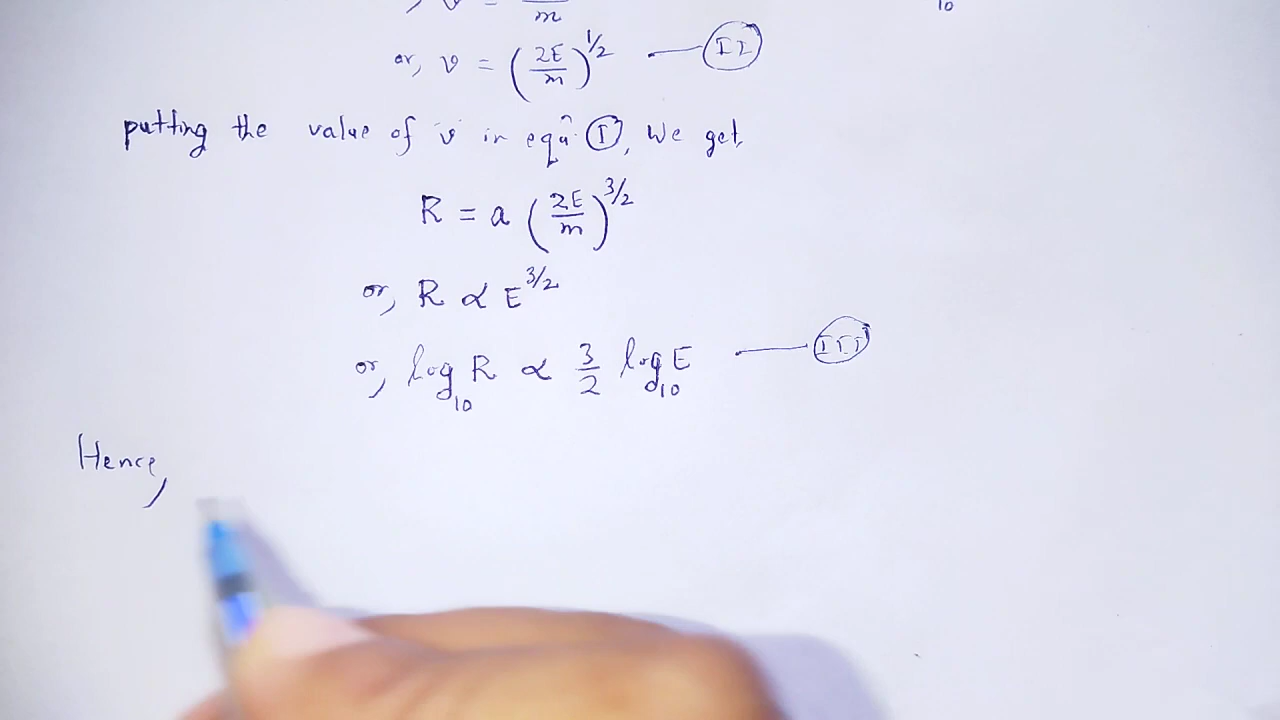 or, v = (2E/m)^1/2 — II
putting the value of 'v' in eqn. I, We get,
R = a (2E/m)^3/2
or, R ∝ E^3/2
or, log₁₀ R ∝ 3/2 log₁₀ E — III
Hence,